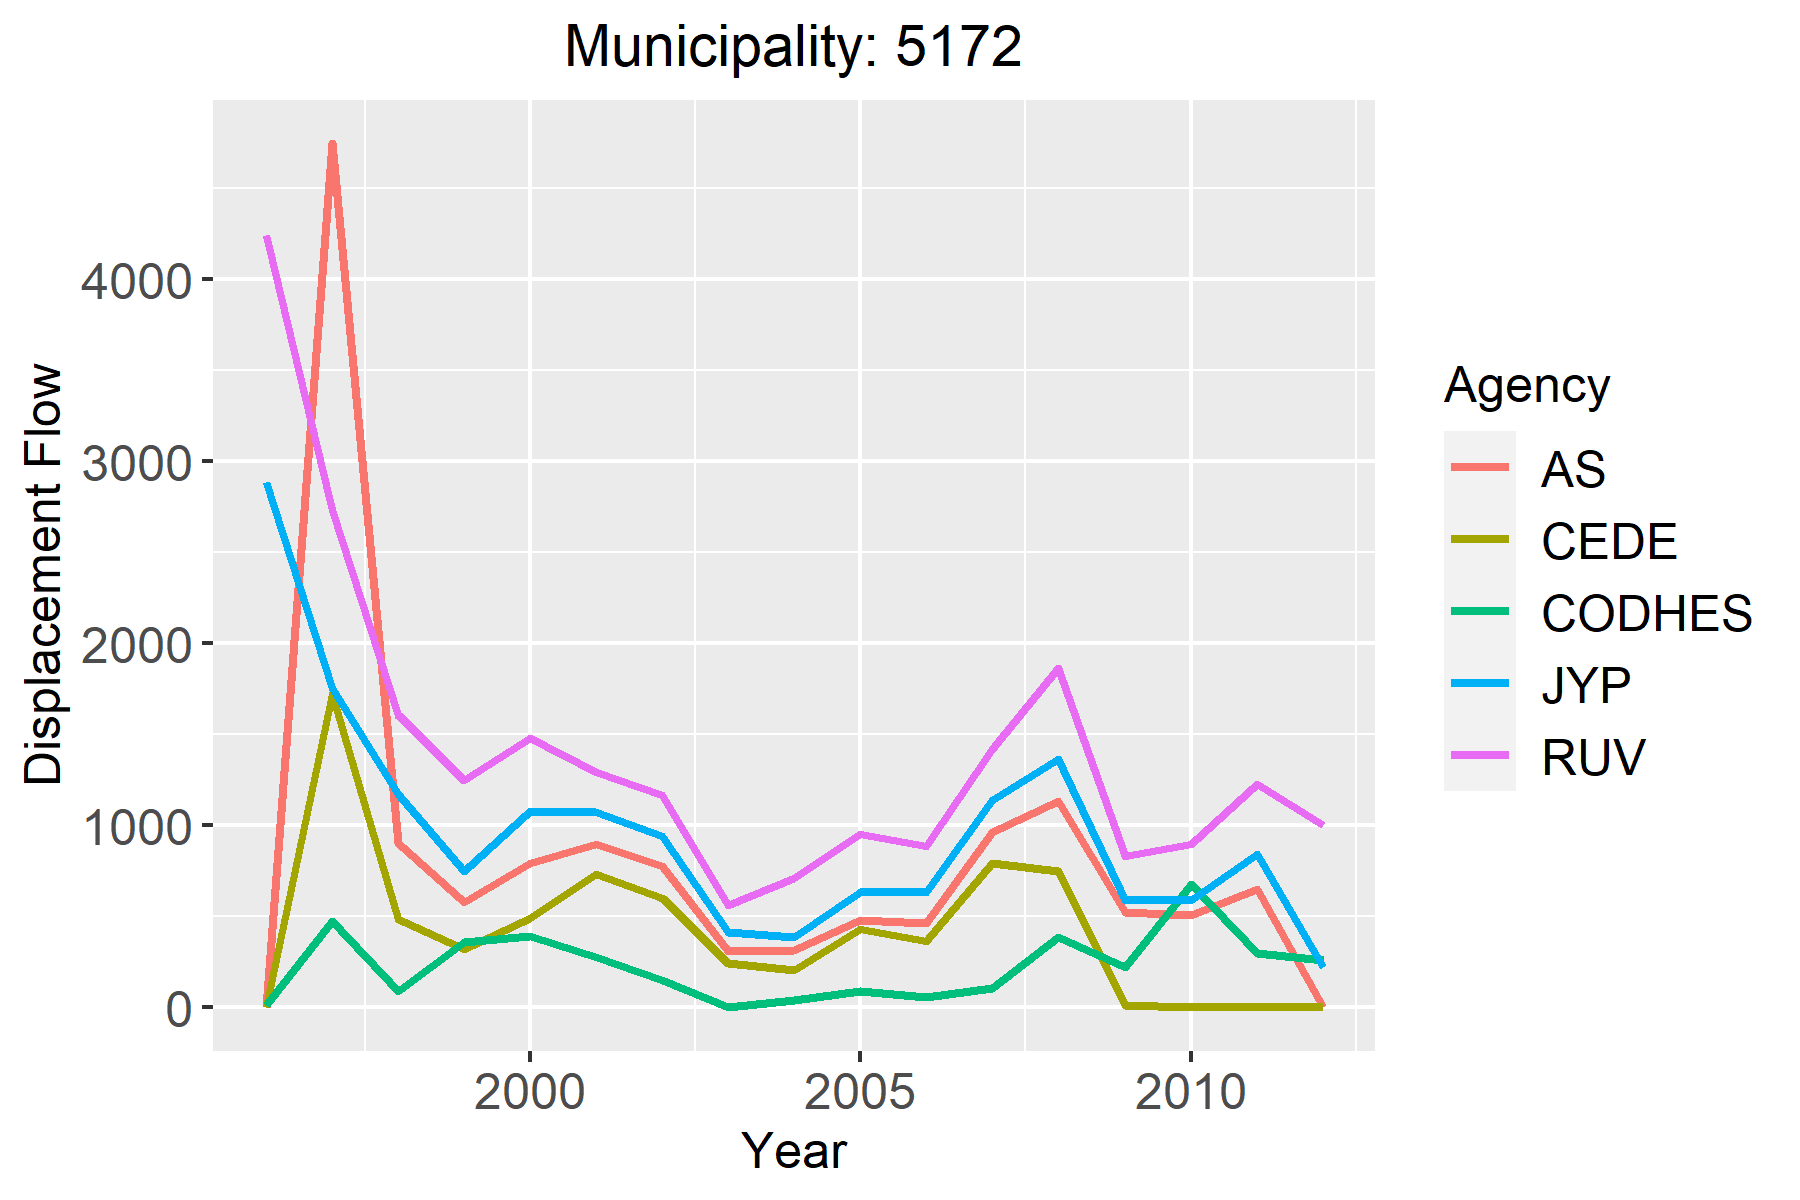 Municipality: 5172
Displacement Flow
4000
3000
2000
1000
0
2000 2005 2010
Year
Agency
AS
CEDE
CODHES
JYP
RUV